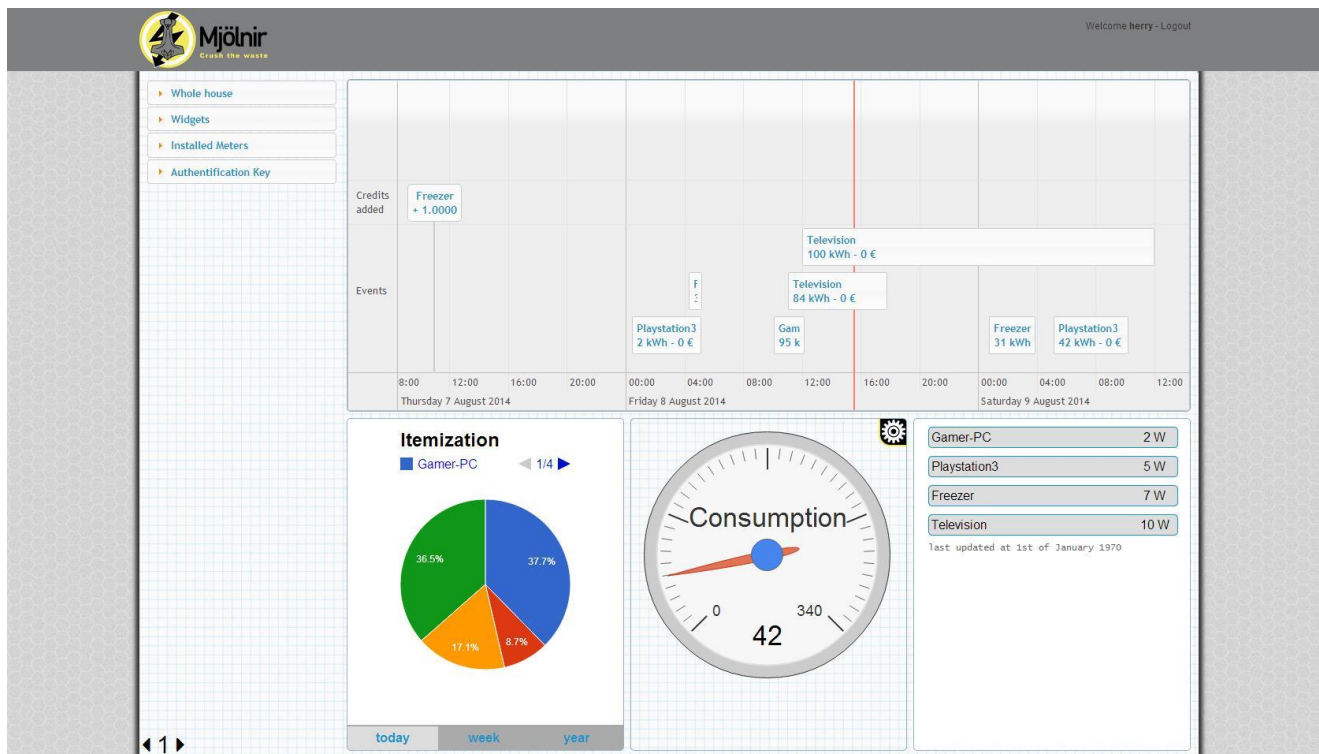 Mjölnir
Crush the waste
Welcome herry - Logout
Whole house
Widgets
Installed Meters
Authentification Key
Credits
added
Freezer
+ 1.0000
Television
100 kWh - 0 €
Events
F
Television
84 kWh - 0 €
Playstation3
2 kWh - 0 €
Gam
95 k
Freezer
31 kWh
Playstation3
42 kWh - 0 €
8:00 12:00 16:00 20:00 00:00 04:00 08:00 12:00 16:00 20:00 00:00 04:00 08:00 12:00
Thursday 7 August 2014 Friday 8 August 2014 Saturday 9 August 2014
Itemization
Gamer-PC 1/4
36.5% 37.7%
17.1% 8.7%
today week year
Consumption
0 340
42
Gamer-PC 2 W
Playstation3 5 W
Freezer 7 W
Television 10 W
last updated at 1st of January 1970
1